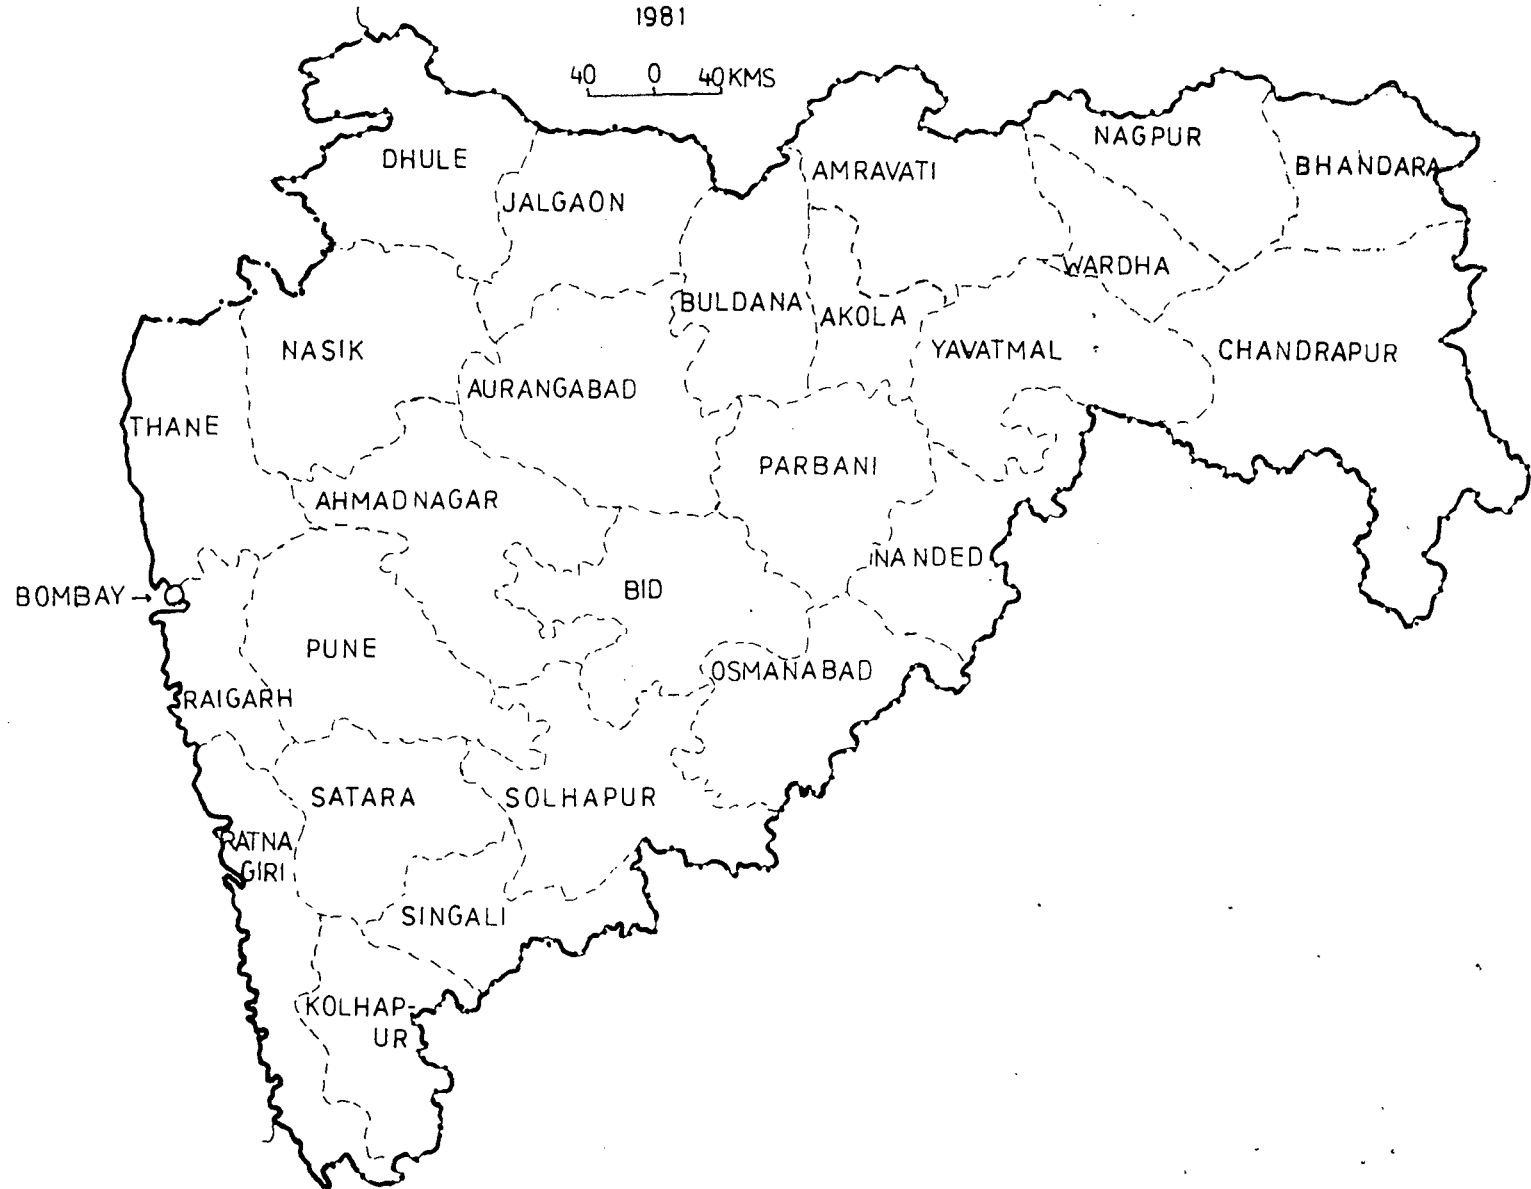 1981
40 0 40KMS
DHULE
JALGAON
AMRAVATI
NAGPUR
BHANDARA
WARDHA
BULDANA
AKOLA
NASIK
YAVATMAL
CHANDRAPUR
AURANGABAD
THANE
PARBANI
AHMADNAGAR
NANDED
BOMBAY
BID
PUNE
OSMANABAD
RAIGARH
SATARA
SOLHAPUR
RATNA
GIRI
SINGALI
KOLHAP-
UR